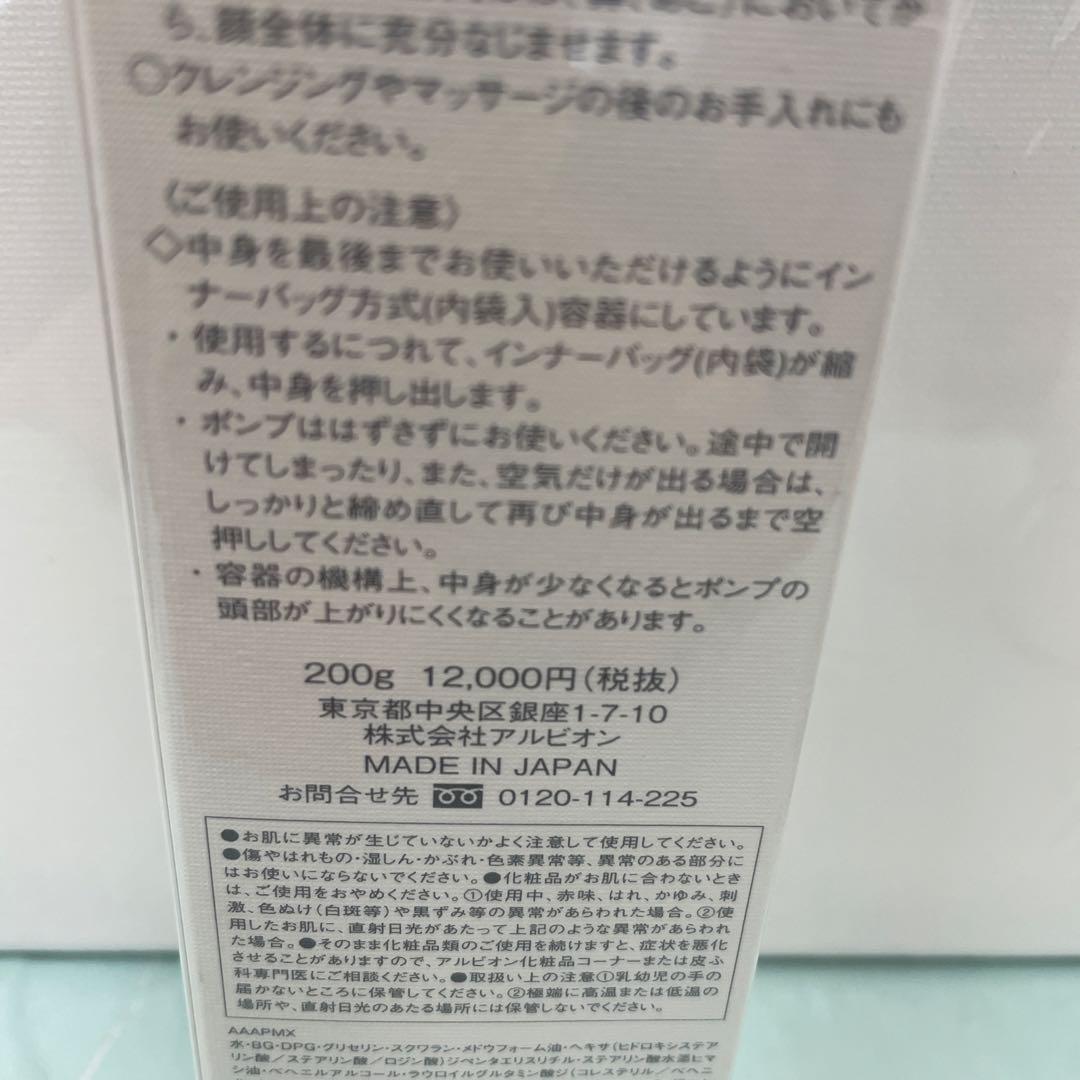 ら、顔全体に充分なじませます。
○クレンジングやマッサージの後のお手入れにも
お使いください。
〈ご使用上の注意〉
◇中身を最後までお使いいただけるようにイン
ナーバッグ方式(内袋入)容器にしています。
・使用するにつれて、インナーバッグ(内袋)が縮
み、中身を押し出します。
・ポンプははずさずにお使いください。途中で開
けてしまったり、また、空気だけが出る場合は、
しっかりと締め直して再び中身が出るまで空
押ししてください。
・容器の機構上、中身が少なくなるとポンプの
頭部が上がりにくくなることがあります。
200g 12,000円(税抜)
東京都中央区銀座1-7-10
株式会社アルビオン
MADE IN JAPAN
お問合せ先 0120-114-225
●お肌に異常が生じていないかよく注意して使用してください。
●傷やはれもの・湿しん・かぶれ・色素異常等、異常のある部分に
はお使いにならないでください。●化粧品がお肌に合わないとき
は、ご使用をおやめください。①使用中、赤味、はれ、かゆみ、刺
激、色ぬけ(白斑等)や黒ずみ等の異常があらわれた場合。②使
用したお肌に、直射日光があたって上記のような異常があらわれ
た場合。●そのまま化粧品類のご使用を続けますと、症状を悪化
させることがありますので、アルビオン化粧品コーナーまたは皮ふ
科専門医にご相談ください。●取扱い上の注意①乳幼児の手の
届かないところに保管してください。②極端に高温または低温の
場所や、直射日光のあたる場所には保管しないでください。
AAAPMX
水・BG・DPG・グリセリン・スクワラン・メドウフォーム油・ヘキサ(ヒドロキシステア
リン酸／ステアリン酸／ロジン酸)ジペンタエリスリチル・ステアリン酸水添ヒマ
シ油・ベヘニルアルコール・ラウロイルグルタミン酸ジ(コレステリル／ベヘニ